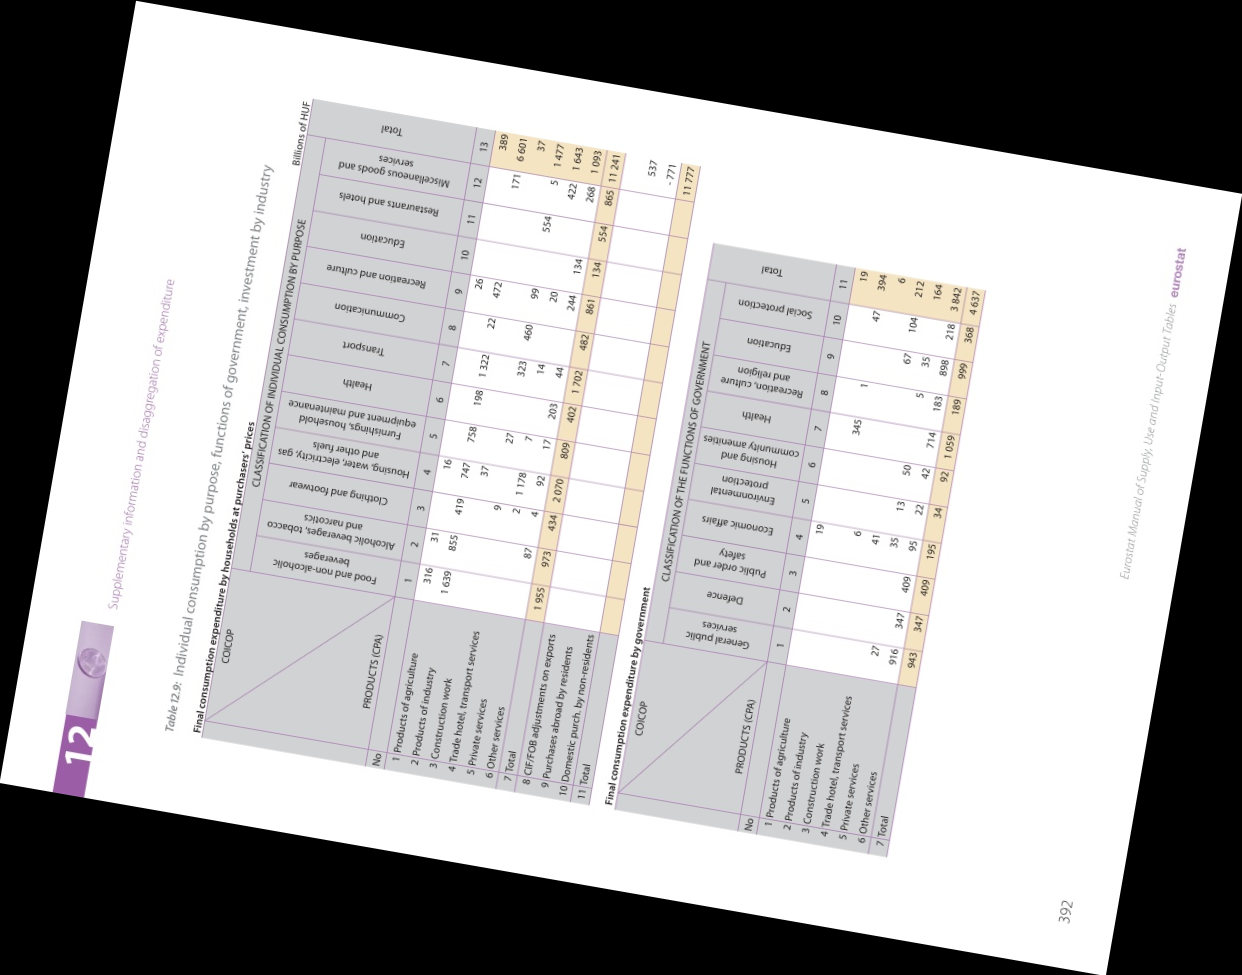 12
Supplementary information and disaggregation of expenditure
Table 12.9: Individual consumption by purpose, functions of government, investment by industry
Final consumption expenditure by households at purchasers' prices
Billions of HUF
COICOP
CLASSIFICATION OF INDIVIDUAL CONSUMPTION BY PURPOSE
Total
Food and non-alcoholic beverages
Alcoholic beverages, tobacco and narcotics
Clothing and footwear
Housing, water, electricity, gas and other fuels
Furnishings, household equipment and maintenance
Health
Transport
Communication
Recreation and culture
Education
Restaurants and hotels
Miscellaneous goods and services
PRODUCTS (CPA)
No 1 2 3 4 5 6 7 8 9 10 11 12 13
1 Products of agriculture 316 31 16 26 389
2 Products of industry 1 639 855 419 747 758 198 1 322 22 472 171 6 601
3 Construction work 37 37
4 Trade hotel, transport services 9 27 323 460 99 554 5 1 477
5 Private services 2 1 178 7 14 20 422 1 643
6 Other services 87 4 92 17 203 44 244 134 268 1 093
7 Total 1 955 973 434 2 070 809 402 1 702 482 861 134 554 865 11 241
8 CIF/FOB adjustments on exports
9 Purchases abroad by residents 537
10 Domestic purch. by non-residents - 771
11 Total 11 777
Final consumption expenditure by government
COICOP
CLASSIFICATION OF THE FUNCTIONS OF GOVERNMENT
Total
General public services
Defence
Public order and safety
Economic affairs
Environmental protection
Housing and community amenities
Health
Recreation, culture and religion
Education
Social protection
PRODUCTS (CPA)
No 1 2 3 4 5 6 7 8 9 10 11
1 Products of agriculture 19 19
2 Products of industry 345 1 47 394
3 Construction work 6 6
4 Trade hotel, transport services 41 67 104 212
5 Private services 27 35 13 50 5 35 164
6 Other services 916 347 409 95 22 42 714 183 898 218 3 842
7 Total 943 347 409 195 34 92 1 059 189 999 368 4 637
392
Eurostat Manual of Supply, Use and Input-Output Tables eurostat